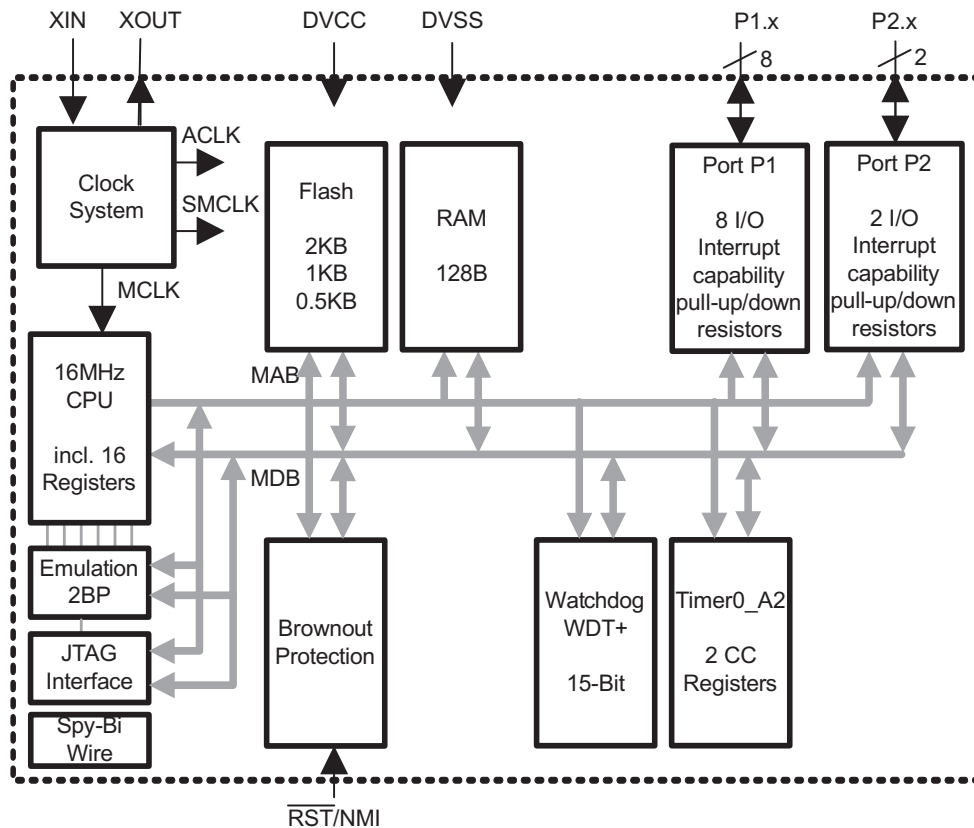 XIN
XOUT
DVCC
DVSS
P1.x
P2.x
8
2
ACLK
SMCLK
MCLK
Clock
System
Flash
2KB
1KB
0.5KB
RAM
128B
Port P1
8 I/O
Interrupt
capability
pull-up/down
resistors
Port P2
2 I/O
Interrupt
capability
pull-up/down
resistors
16MHz
CPU
incl. 16
Registers
MAB
MDB
Emulation
2BP
JTAG
Interface
Spy-Bi
Wire
Brownout
Protection
Watchdog
WDT+
15-Bit
Timer0_A2
2 CC
Registers
RST/NMI